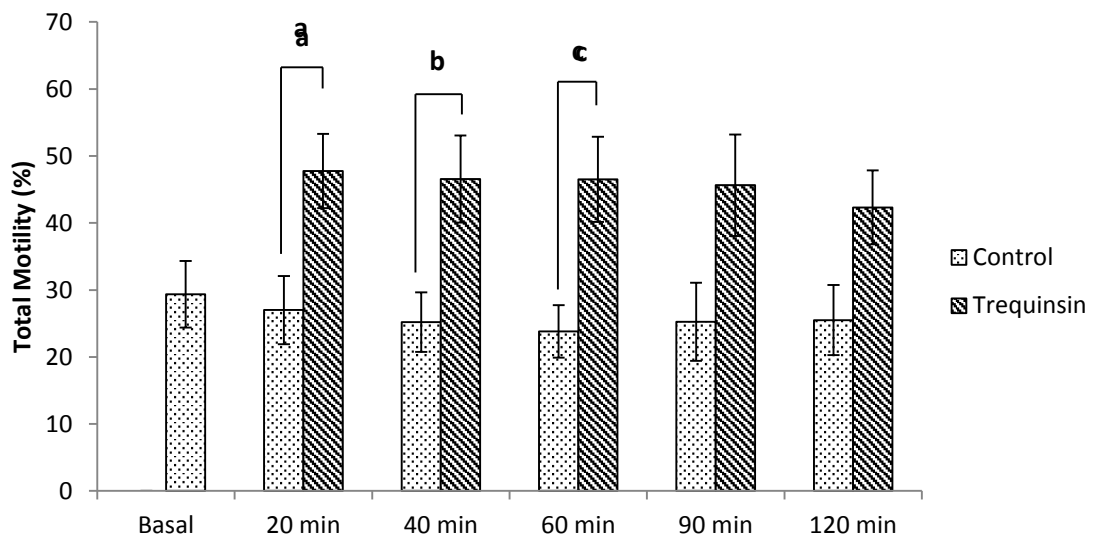 Total Motility (%)
70
60
50
40
30
20
10
0
a
a
b
c
c
Basal
20 min
40 min
60 min
90 min
120 min
Control
Trequinsin